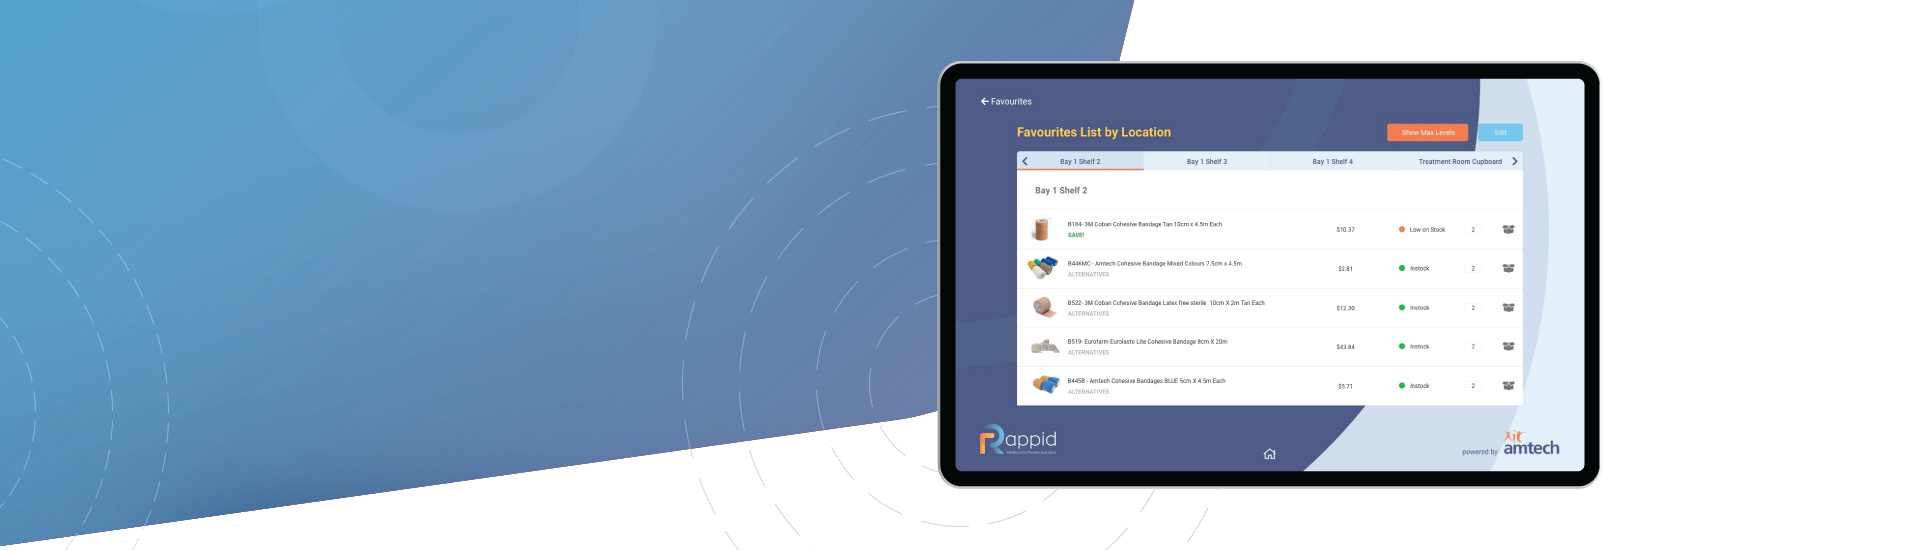 Favourites
Favourites List by Location
Show Max Levels
Edit
Bay 1 Shelf 2
Bay 1 Shelf 3
Bay 1 Shelf 4
Treatment Room Cupboard
Bay 1 Shelf 2
B184- 3M Coban Cohesive Bandage Tan 10cm x 4.5m Each
SAVE!
$10.37
Low on Stock
2
B446MC - Amtech Cohesive Bandage Mixed Colours 7.5cm x 4.5m
ALTERNATIVES
$2.81
Instock
2
B522- 3M Coban Cohesive Bandage Latex free sterile 10cm X 2m Tan Each
ALTERNATIVES
$12.30
Instock
2
B519- Eurofarm Eurolasto Lite Cohesive Bandage 8cm X 20m
ALTERNATIVES
$43.84
Instock
2
B445B - Amtech Cohesive Bandages BLUE 5cm X 4.5m Each
ALTERNATIVES
$5.71
Instock
2
Rappid
Medical Software Solution
powered by amtech